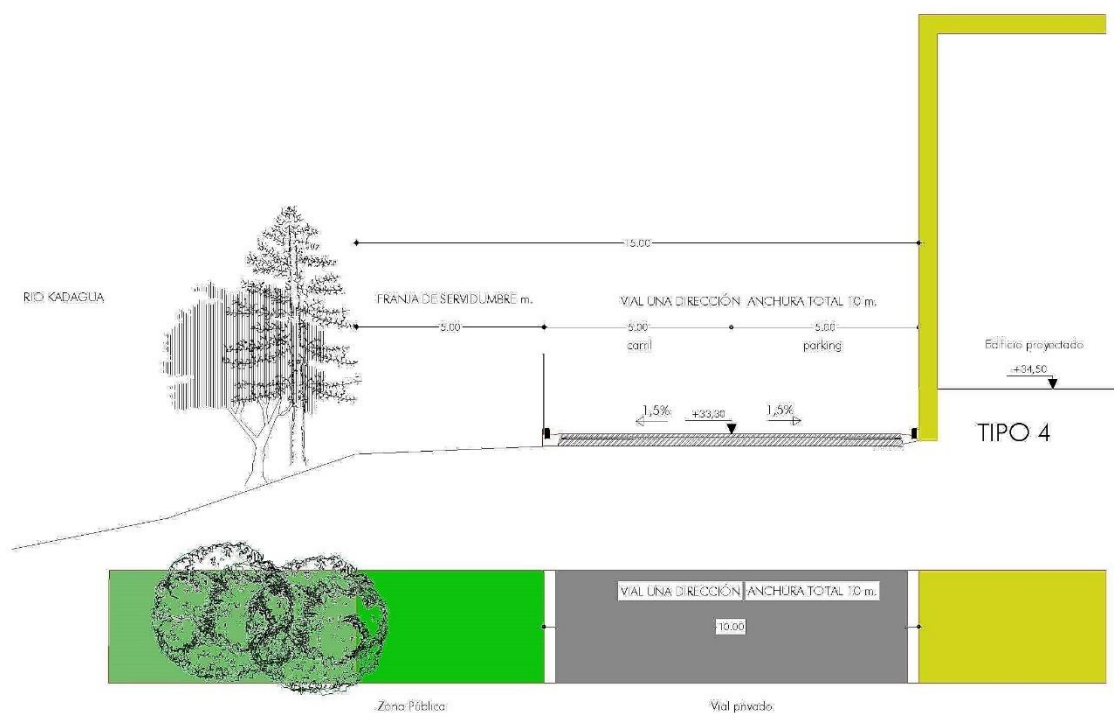 15.00
RIO KADAGUA
FRANJA DE SERVIDUMBRE m.
VIAL UNA DIRECCIÓN ANCHURA TOTAL 10 m.
5.00
5.00
5.00
carril
parking
Edificio proyectado
+34,50
1,5%
+33,30
1,5%
TIPO 4
VIAL UNA DIRECCIÓN ANCHURA TOTAL 10 m.
10.00
Zona Pública
Vial privado